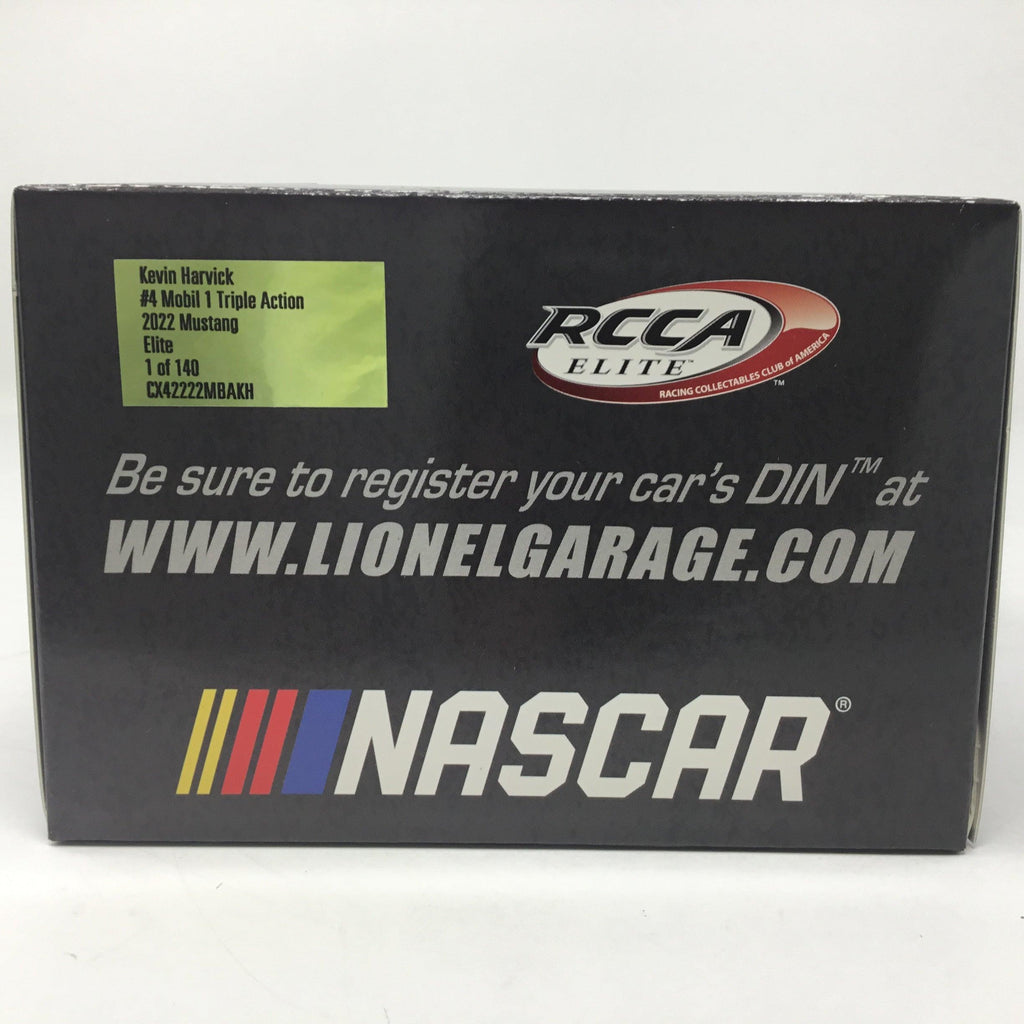 Kevin Harvick
#4 Mobil 1 Triple Action
2022 Mustang
Elite
1 of 140
CX42222MBAKH
RCCA
ELITE™
RACING COLLECTABLES CLUB of AMERICA
™
Be sure to register your car's DIN™ at
WWW.LIONELGARAGE.COM
NASCAR®